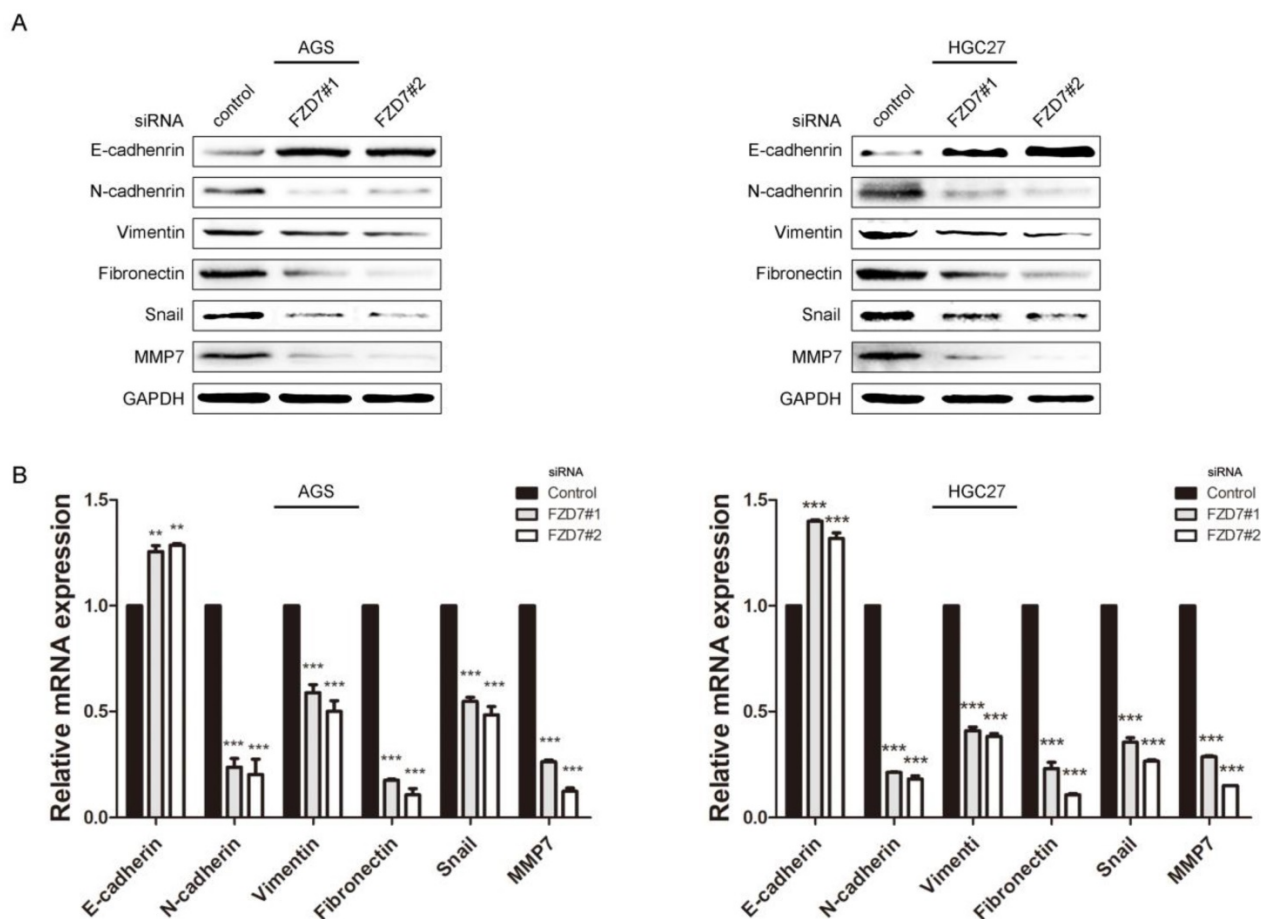 A
AGS
siRNA control FZD7#1 FZD7#2
E-cadhenrin
N-cadhenrin
Vimentin
Fibronectin
Snail
MMP7
GAPDH
HGC27
siRNA control FZD7#1 FZD7#2
E-cadhenrin
N-cadhenrin
Vimentin
Fibronectin
Snail
MMP7
GAPDH
B
AGS
siRNA
Control
FZD7#1
FZD7#2
Relative mRNA expression
1.5
1.0
0.5
0.0
** **
*** ***
*** ***
*** ***
*** ***
*** ***
E-cadherin
N-cadherin
Vimentin
Fibronectin
Snail
MMP7
HGC27
siRNA
Control
FZD7#1
FZD7#2
Relative mRNA expression
1.5
1.0
0.5
0.0
*** ***
*** ***
*** ***
*** ***
*** ***
*** ***
E-cadherin
N-cadherin
Vimenti
Fibronectin
Snail
MMP7